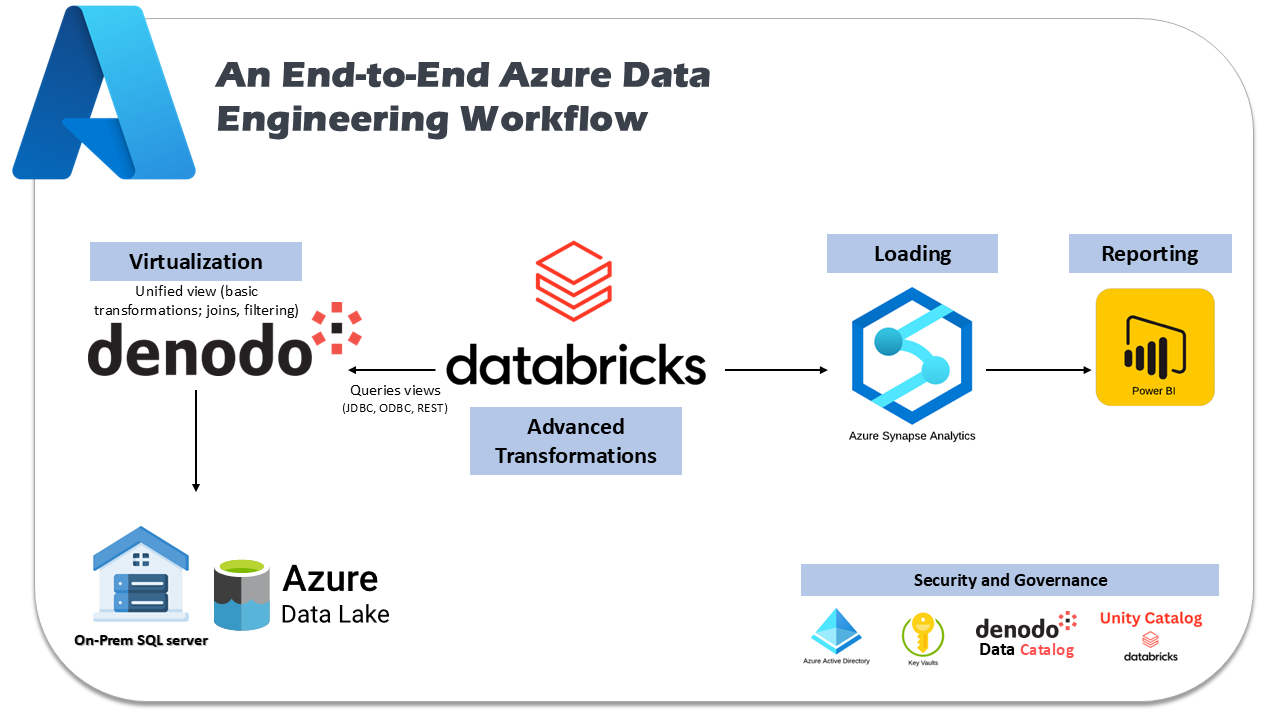 An End-to-End Azure Data
Engineering Workflow
Virtualization
Unified view (basic
transformations; joins, filtering)
denodo
databricks
Queries views
(JDBC, ODBC, REST)
Advanced
Transformations
Loading
Azure Synapse Analytics
Reporting
Power BI
On-Prem SQL server
Azure
Data Lake
Security and Governance
Azure Active Directory
Key Vaults
denodo
Data Catalog
Unity Catalog
databricks